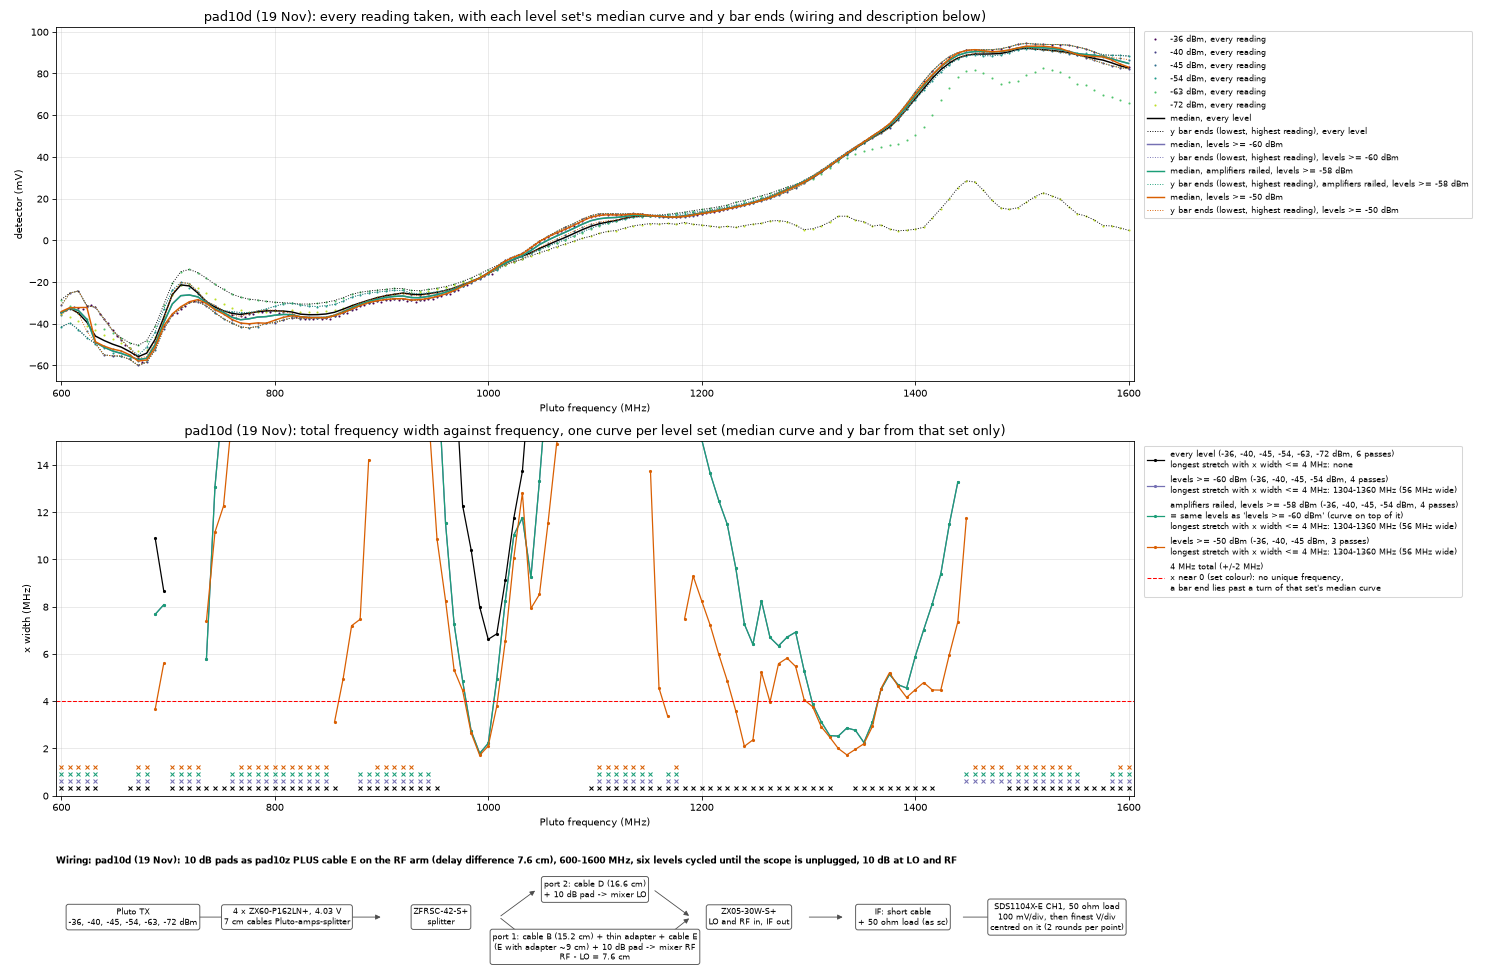 pad10d (19 Nov): every reading taken, with each level set's median curve and y bar ends (wiring and description below)
100
80
60
40
20
0
−20
−40
−60
detector (mV)
600
800
1000
1200
1400
1600
Pluto frequency (MHz)
-36 dBm, every reading
-40 dBm, every reading
-45 dBm, every reading
-54 dBm, every reading
-63 dBm, every reading
-72 dBm, every reading
median, every level
y bar ends (lowest, highest reading), every level
median, levels >= -60 dBm
y bar ends (lowest, highest reading), levels >= -60 dBm
median, amplifiers railed, levels >= -58 dBm
y bar ends (lowest, highest reading), amplifiers railed, levels >= -58 dBm
median, levels >= -50 dBm
y bar ends (lowest, highest reading), levels >= -50 dBm
pad10d (19 Nov): total frequency width against frequency, one curve per level set (median curve and y bar from that set only)
14
12
10
8
6
4
2
0
x width (MHz)
600
800
1000
1200
1400
1600
Pluto frequency (MHz)
every level (-36, -40, -45, -54, -63, -72 dBm, 6 passes)
longest stretch with x width <= 4 MHz: none
levels >= -60 dBm (-36, -40, -45, -54 dBm, 4 passes)
longest stretch with x width <= 4 MHz: 1304-1360 MHz (56 MHz wide)
amplifiers railed, levels >= -58 dBm (-36, -40, -45, -54 dBm, 4 passes)
= same levels as 'levels >= -60 dBm' (curve on top of it)
longest stretch with x width <= 4 MHz: 1304-1360 MHz (56 MHz wide)
levels >= -50 dBm (-36, -40, -45 dBm, 3 passes)
longest stretch with x width <= 4 MHz: 1304-1360 MHz (56 MHz wide)
4 MHz total (+/-2 MHz)
x near 0 (set colour): no unique frequency,
a bar end lies past a turn of that set's median curve
Wiring: pad10d (19 Nov): 10 dB pads as pad10z PLUS cable E on the RF arm (delay difference 7.6 cm), 600-1600 MHz, six levels cycled until the scope is unplugged, 10 dB at LO and RF
Pluto TX
-36, -40, -45, -54, -63, -72 dBm
4 x ZX60-P162LN+, 4.03 V
7 cm cables Pluto-amps-splitter
ZFRSC-42-S+
splitter
port 2: cable D (16.6 cm)
+ 10 dB pad -> mixer LO
port 1: cable B (15.2 cm) + thin adapter + cable E
(E with adapter ~9 cm) + 10 dB pad -> mixer RF
RF - LO = 7.6 cm
ZX05-30W-S+
LO and RF in, IF out
IF: short cable
+ 50 ohm load (as sc)
SDS1104X-E CH1, 50 ohm load
100 mV/div, then finest V/div
centred on it (2 rounds per point)